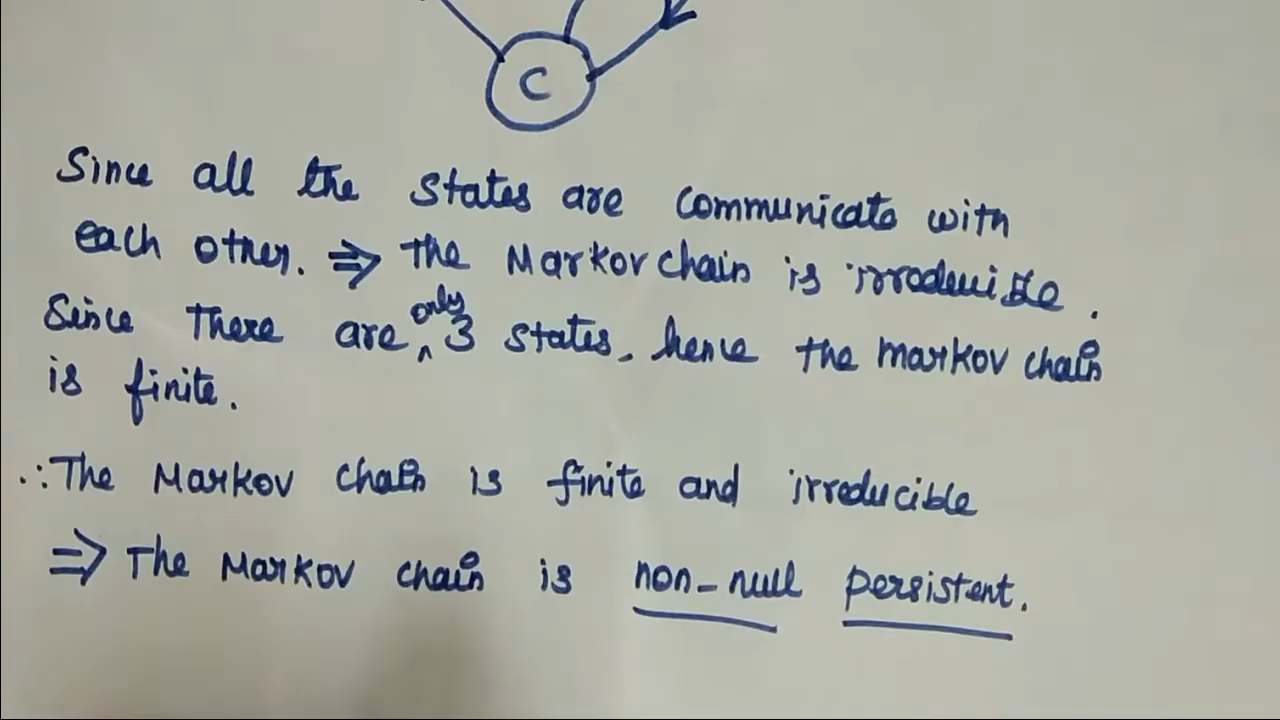 C
Since all the states are communicate with
each other. ⇒ The Markov chain is irreducible.
Since There are only 3 states, hence the markov chain
is finite.
∴ The Markov chain is finite and irreducible
⇒ The Markov chain is non-null persistent.